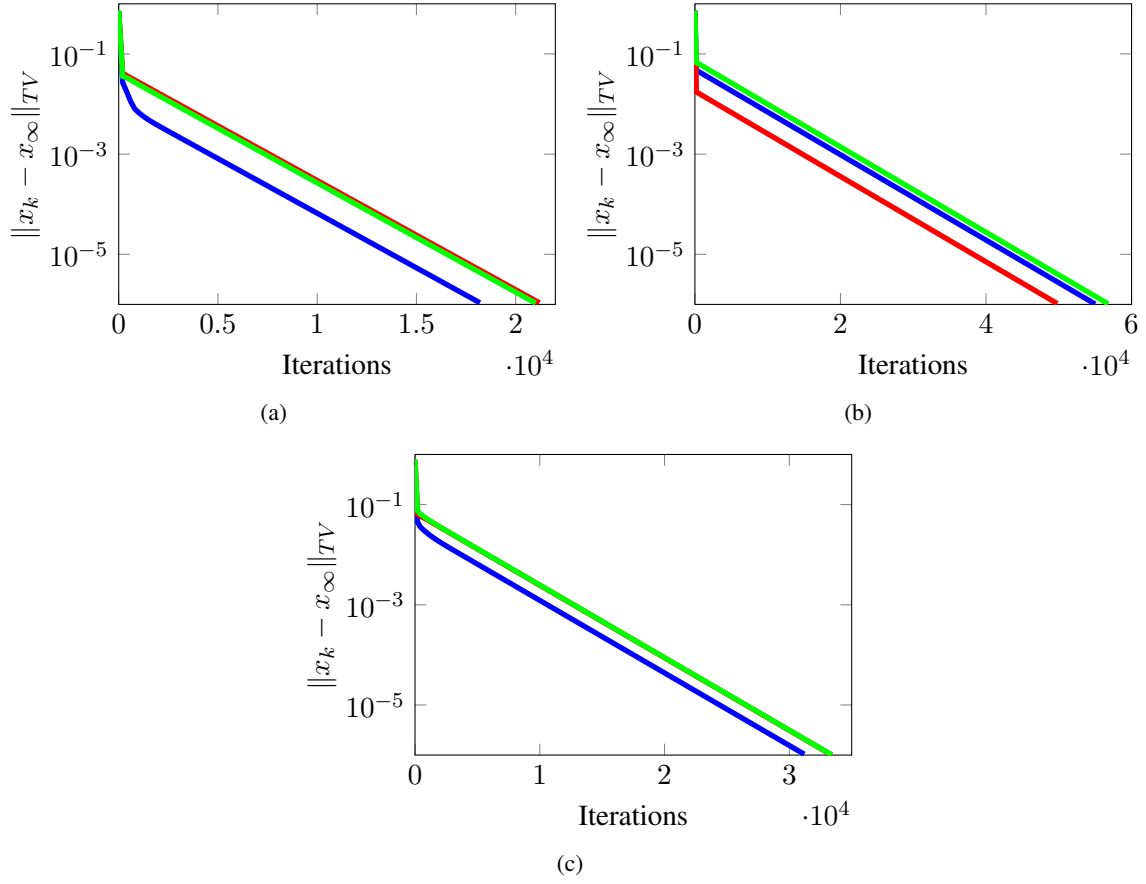 10^{-1}
10^{-3}
10^{-5}
‖x_k − x_∞‖_{TV}
0 0.5 1 1.5 2
Iterations
·10^4
(a)
10^{-1}
10^{-3}
10^{-5}
‖x_k − x_∞‖_{TV}
0 2 4 6
Iterations
·10^4
(b)
10^{-1}
10^{-3}
10^{-5}
‖x_k − x_∞‖_{TV}
0 1 2 3
Iterations
·10^4
(c)